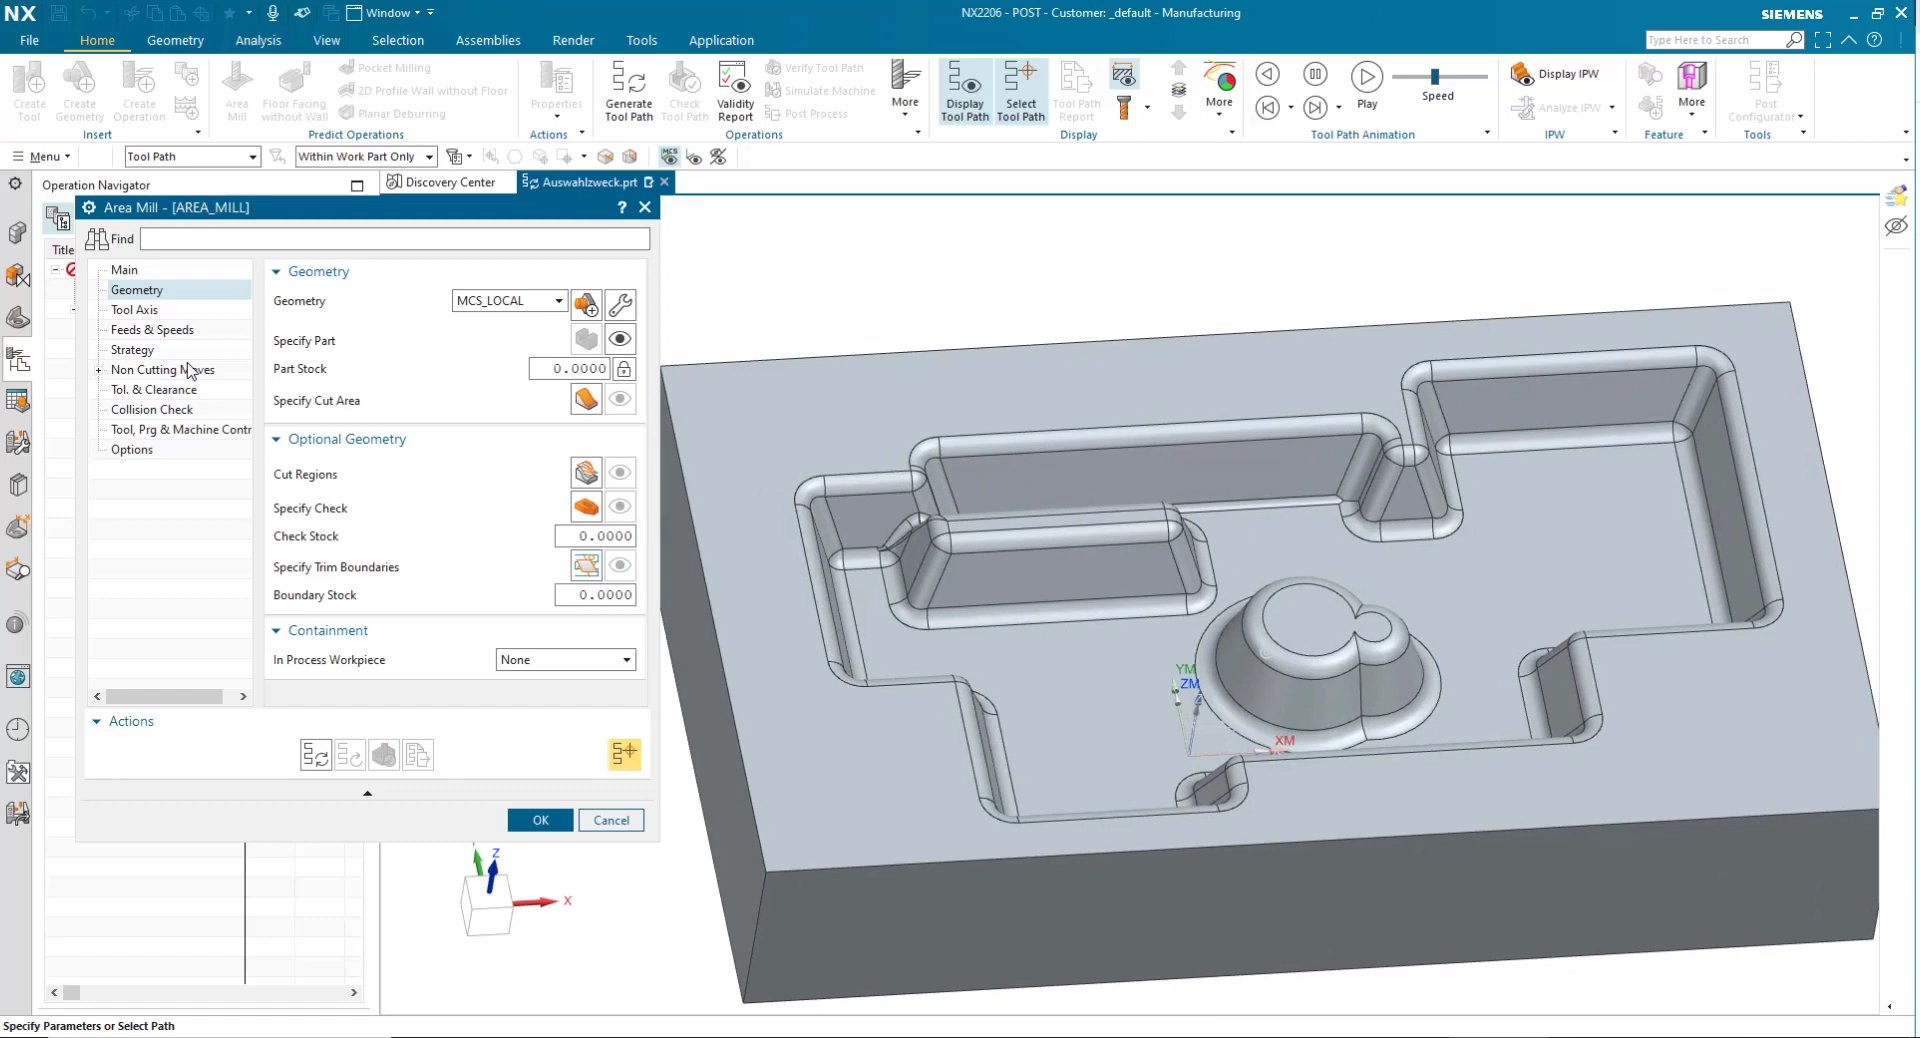 NX
Window
NX2206 - POST - Customer: _default - Manufacturing
SIEMENS
File Home Geometry Analysis View Selection Assemblies Render Tools Application
Type Here to Search
Create Tool
Create Geometry
Create Operation
Insert
Area Mill
Floor Facing without Wall
Pocket Milling
2D Profile Wall without Floor
Planar Deburring
Predict Operations
Properties
Actions
Generate Tool Path
Check Tool Path
Validity Report
Verify Tool Path
Simulate Machine
Post Process
More
Operations
Display Tool Path
Select Tool Path
Tool Path Report
More
Display
Play
Speed
Tool Path Animation
Display IPW
Analyze IPW
IPW
More
Feature
Post Configurator
Tools
Menu
Tool Path
Within Work Part Only
MCS
Operation Navigator
Discovery Center
Auswahlzweck.prt
Title
Area Mill - [AREA_MILL]
?
Find
Main
Geometry
Tool Axis
Feeds & Speeds
Strategy
Non Cutting Moves
Tol. & Clearance
Collision Check
Tool, Prg & Machine Contr
Options
Geometry
Geometry MCS_LOCAL
Specify Part
Part Stock 0.0000
Specify Cut Area
Optional Geometry
Cut Regions
Specify Check
Check Stock 0.0000
Specify Trim Boundaries
Boundary Stock 0.0000
Containment
In Process Workpiece None
Actions
OK Cancel
YM
ZM
XM
Z
X
Specify Parameters or Select Path